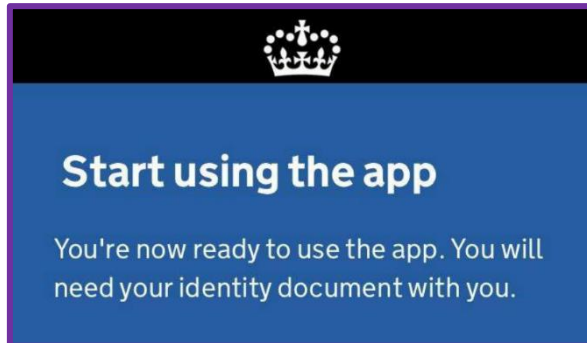 Start using the app
You're now ready to use the app. You will
need your identity document with you.